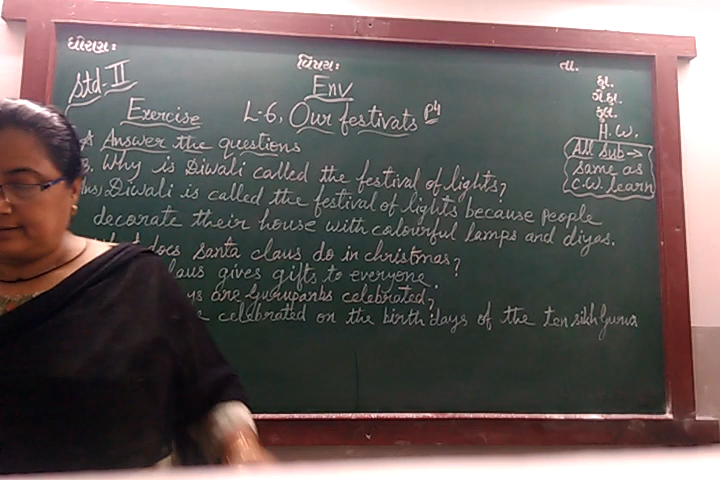 ધોરણ:
વિષય:
તા.
Std-II
Env
હા.
ગે.હા.
કુલ.
H.W.
Exercise
L-6. Our festivals P4
All Sub→
same as
C.W. learn
A Answer the questions
Why is Diwali called the festival of lights?
Ans) Diwali is called the festival of lights because people
decorate their house with colourful lamps and diyas.
does santa claus do in christmas?
claus gives gifts to everyone.
are Gurupurabs celebrated?
celebrated on the birth days of the ten sikh Gurus